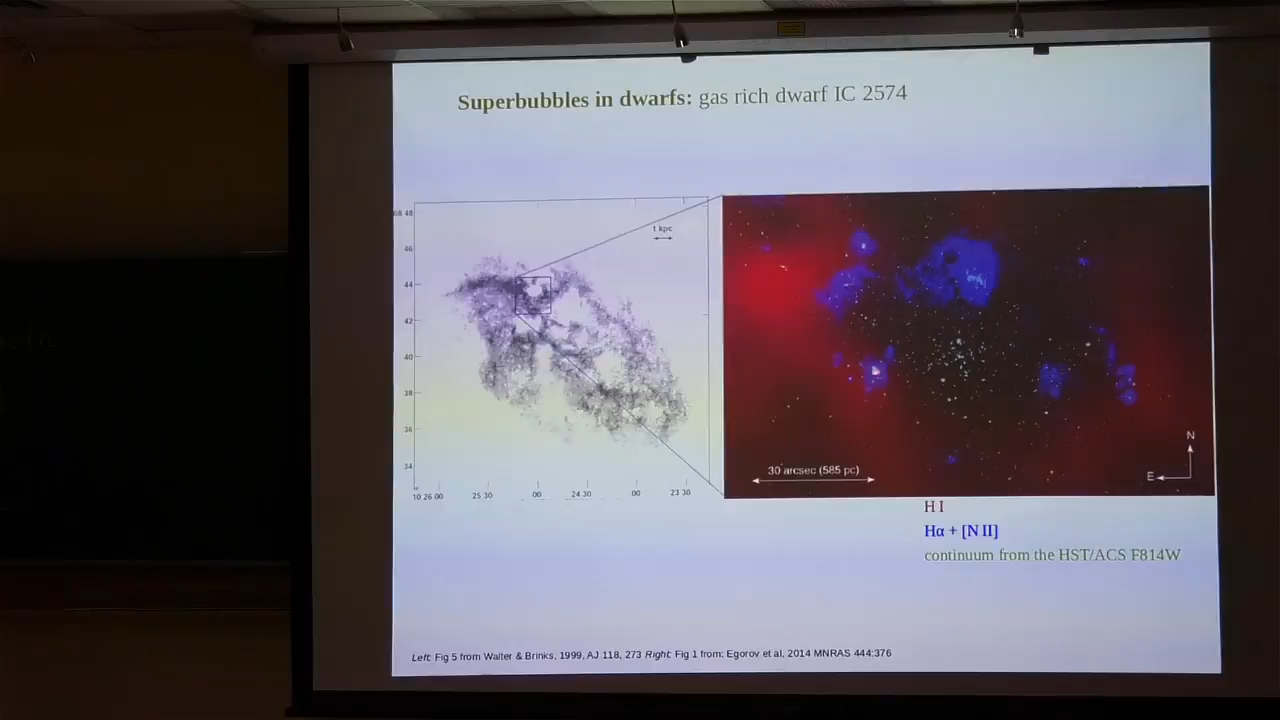 Superbubbles in dwarfs: gas rich dwarf IC 2574
68 48
46
44
42
40
38
36
34
10 26 00 25 30 00 24 30 00 23 30
1 kpc
30 arcsec (585 pc)
N
E
H I
Hα + [N II]
continuum from the HST/ACS F814W
Left: Fig 5 from Walter & Brinks, 1999, AJ 118, 273 Right: Fig 1 from: Egorov et al, 2014 MNRAS 444:376